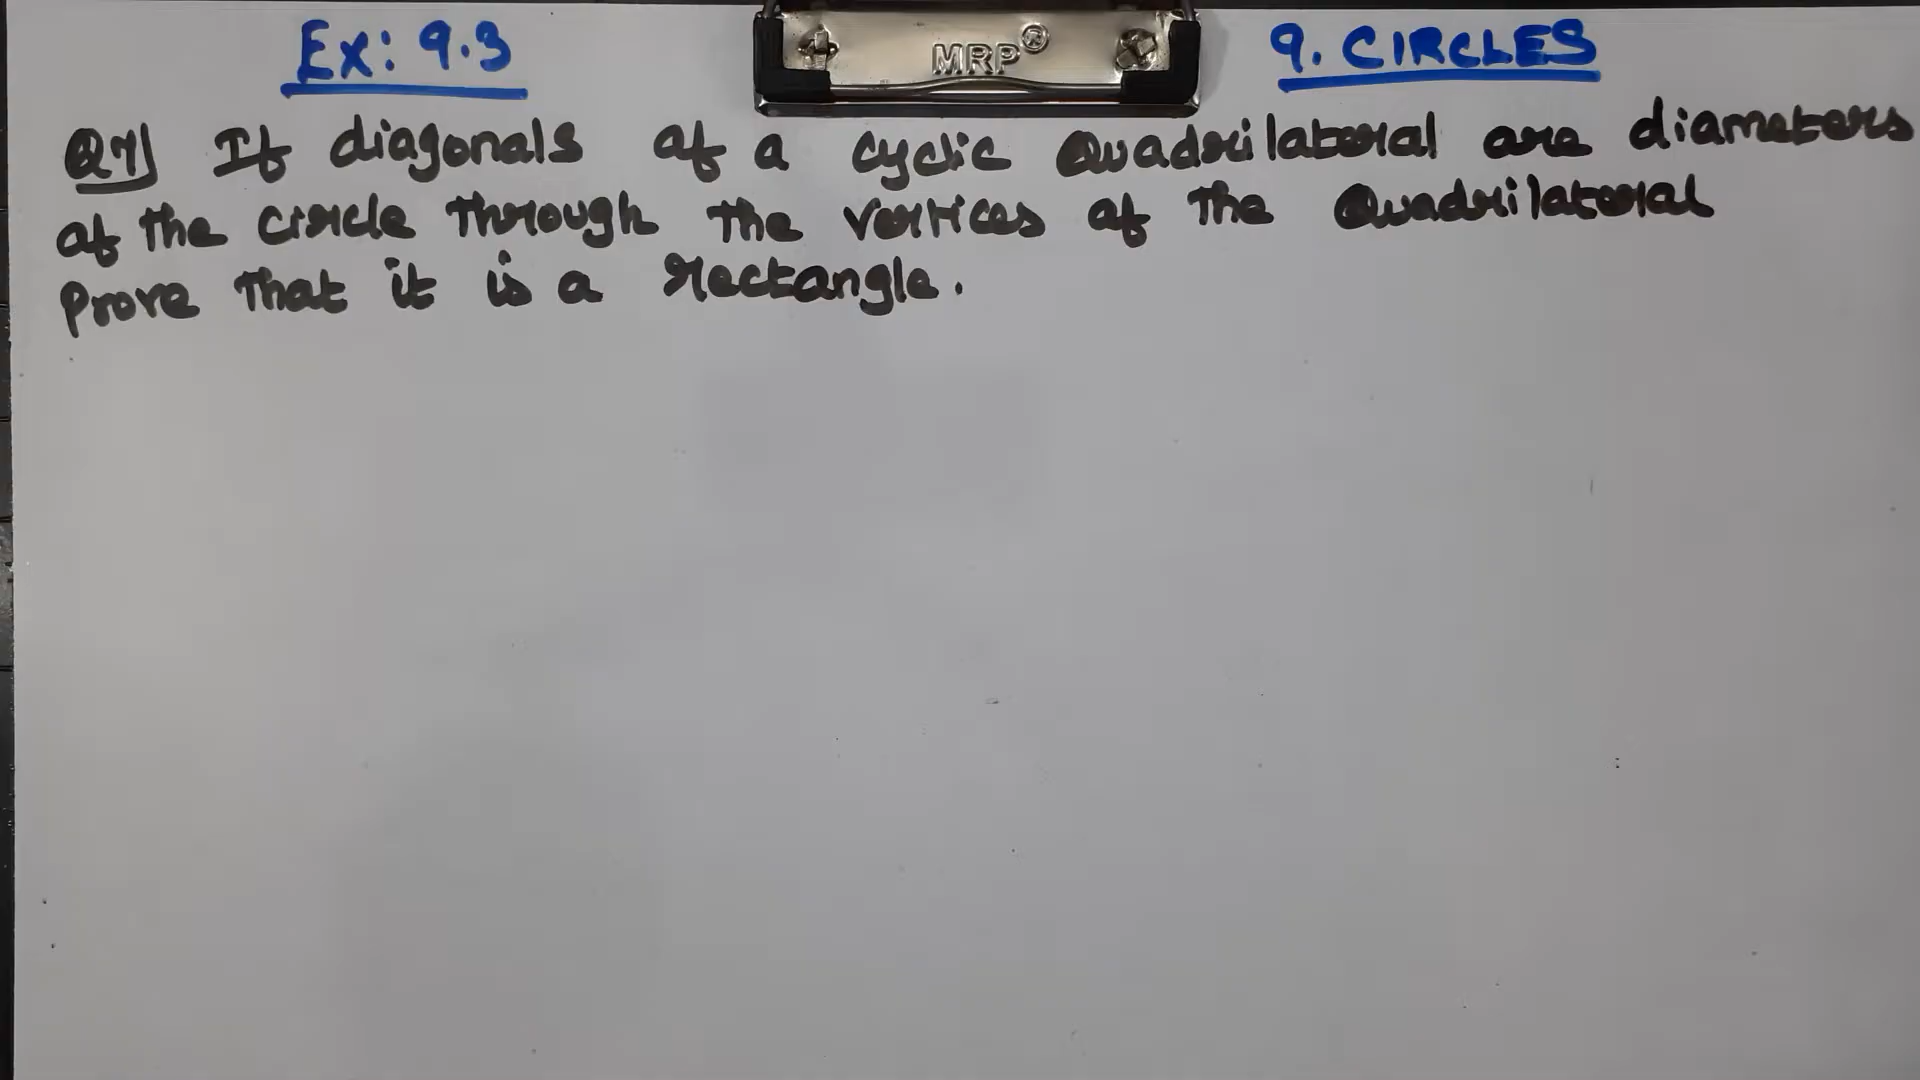 Ex: 9.3
MRP®
9. CIRCLES
Q7) If diagonals of a cyclic Quadrilateral are diameters
of the circle through the vertices of the Quadrilateral
Prove that it is a rectangle.